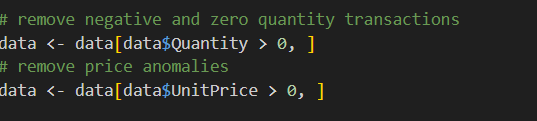 # remove negative and zero quantity transactions
data <- data[data$Quantity > 0, ]
# remove price anomalies
data <- data[data$UnitPrice > 0, ]